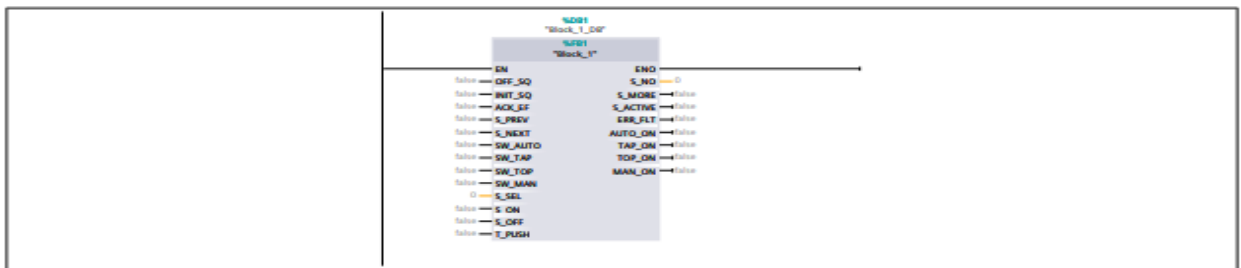 %DB1
"Block_1_DB"
%FB1
"Block_1"
EN ENO
false OFF_SQ S_NO 0
false INIT_SQ S_MORE false
false ACK_EF S_ACTIVE false
false S_PREV ERR_FLT false
false S_NEXT AUTO_ON false
false SW_AUTO TAP_ON false
false SW_TAP TOP_ON false
false SW_TOP MAN_ON false
false SW_MAN
0 S_SEL
false S_ON
false S_OFF
false T_PUSH